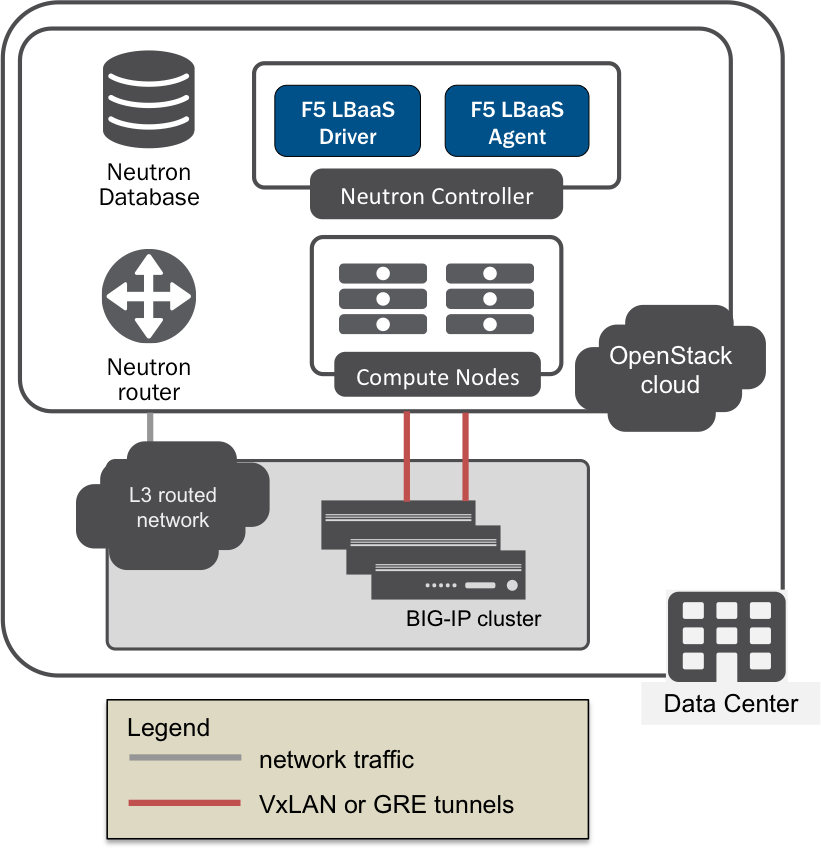 F5 LBaaS
Driver
F5 LBaaS
Agent
Neutron
Database
Neutron Controller
Neutron
router
Compute Nodes
OpenStack
cloud
L3 routed
network
BIG-IP cluster
Data Center
Legend
network traffic
VxLAN or GRE tunnels